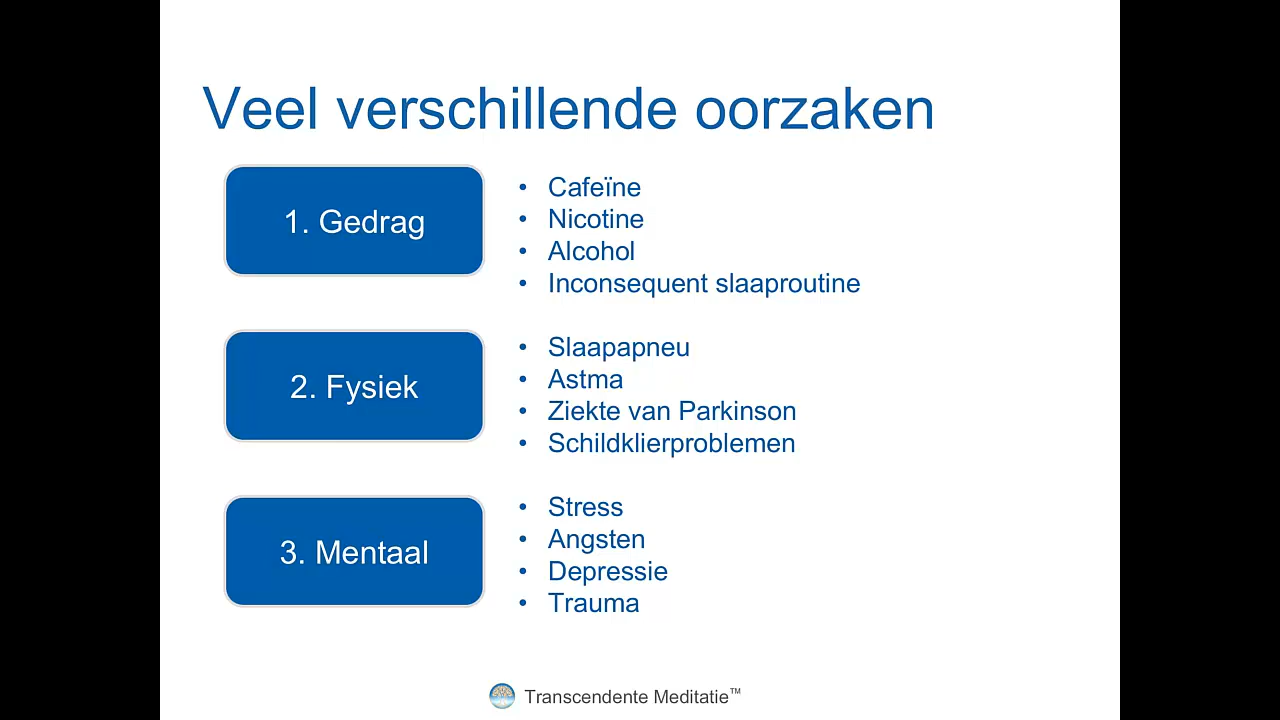 Veel verschillende oorzaken
1. Gedrag
• Cafeïne
• Nicotine
• Alcohol
• Inconsequent slaaproutine
2. Fysiek
• Slaapapneu
• Astma
• Ziekte van Parkinson
• Schildklierproblemen
3. Mentaal
• Stress
• Angsten
• Depressie
• Trauma
Transcendente Meditatie™